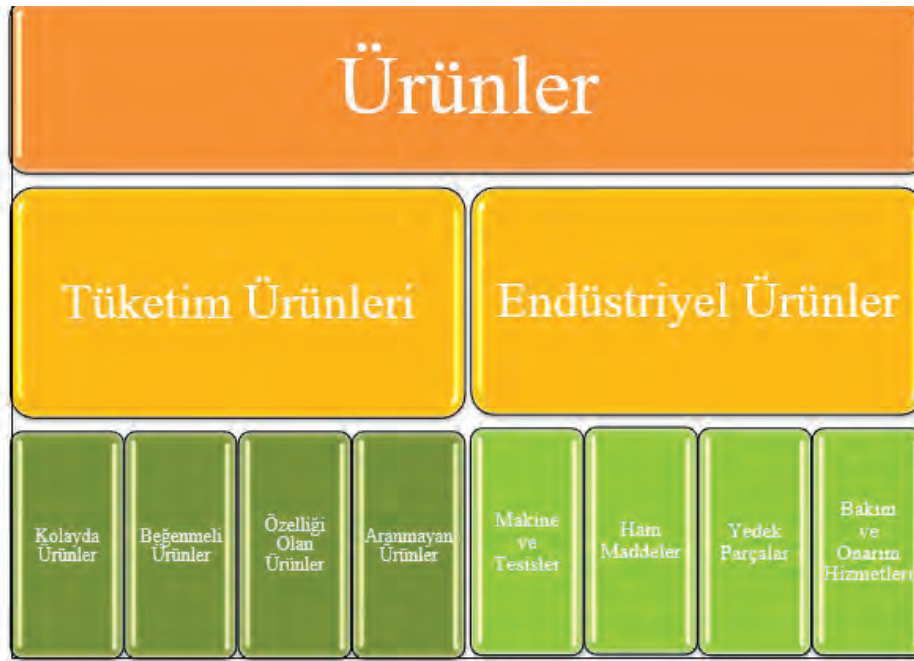 Ürünler
Tüketim Ürünleri
Endüstriyel Ürünler
Kolayda
Ürünler
Beğenmeli
Ürünler
Özelliği
Olan
Ürünler
Aranmayan
Ürünler
Makine
ve
Tesisler
Ham
Maddeler
Yedek
Parçalar
Bakım
ve
Onarım
Hizmetleri